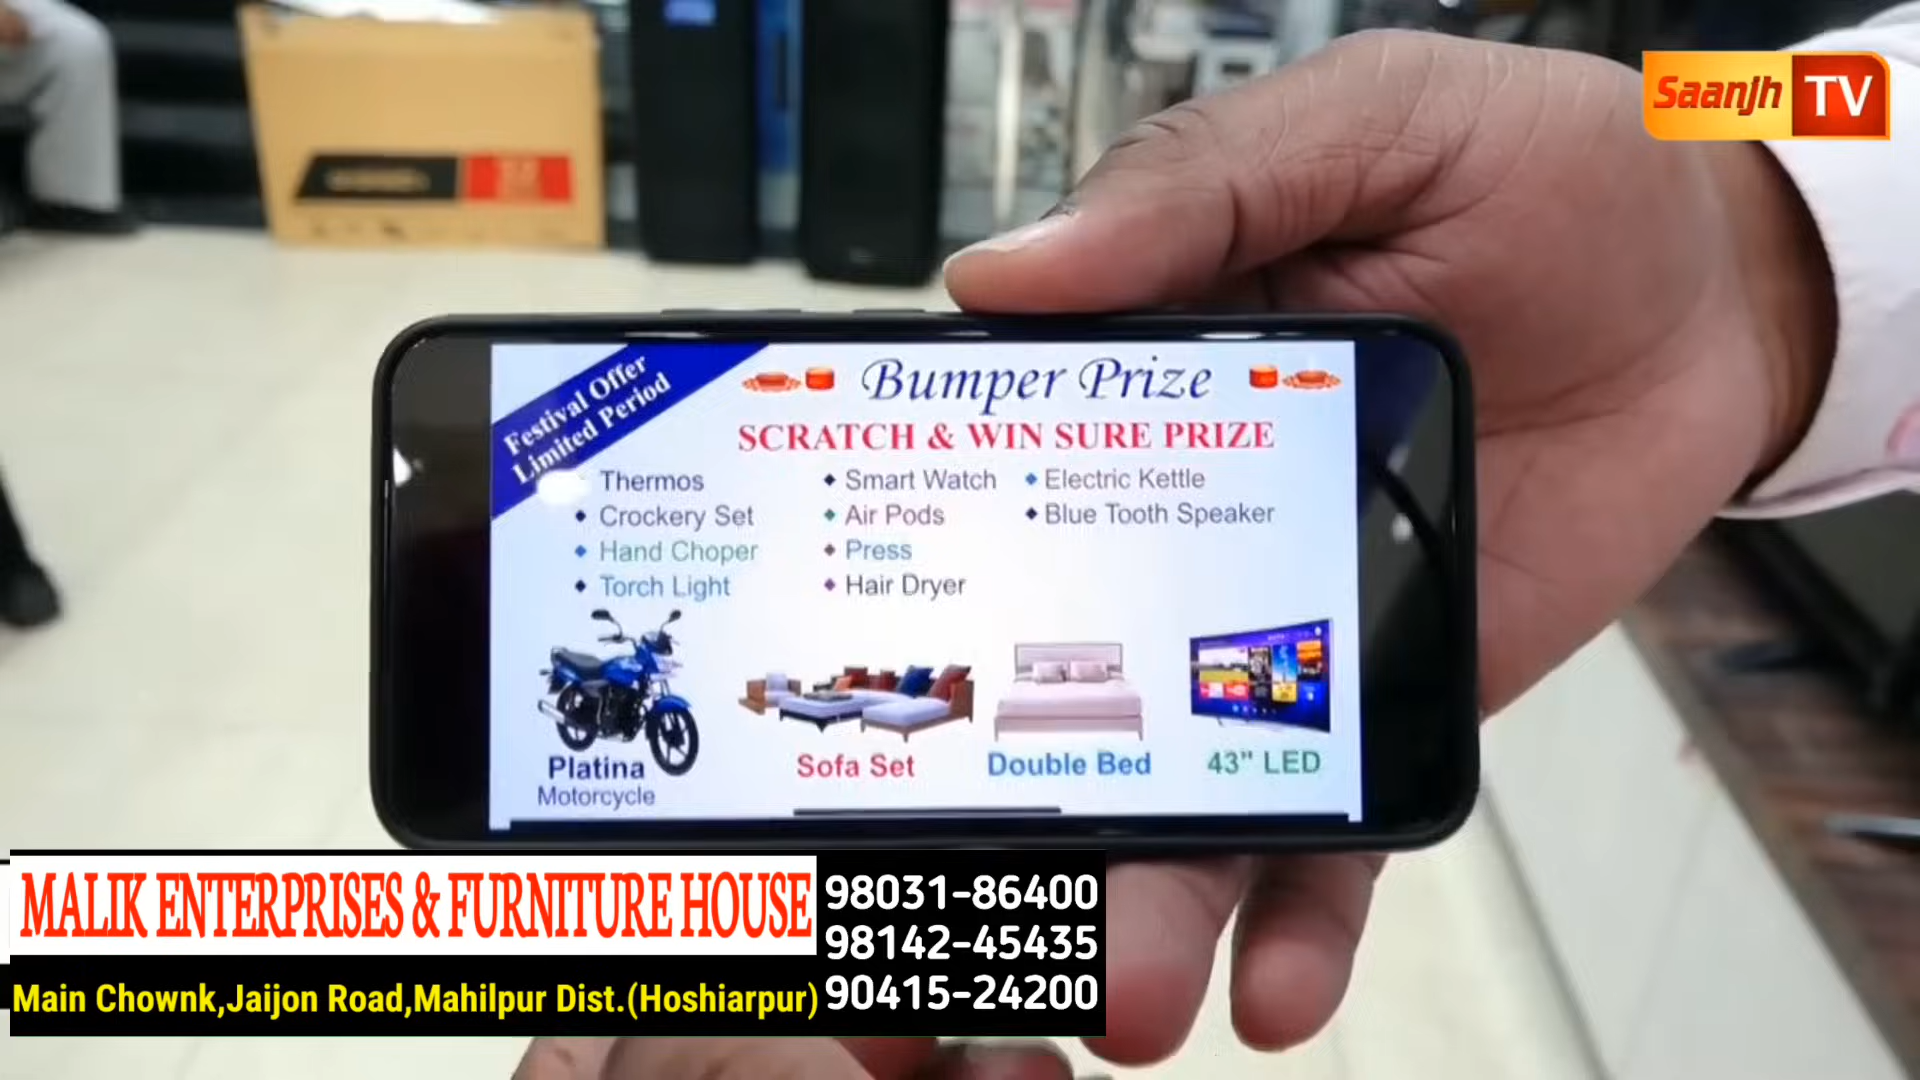 Saanjh TV
Festival Offer
Limited Period
Bumper Prize
SCRATCH & WIN SURE PRIZE
Thermos
Crockery Set
Hand Choper
Torch Light
Smart Watch
Air Pods
Press
Hair Dryer
Electric Kettle
Blue Tooth Speaker
Platina
Motorcycle
Sofa Set
Double Bed
43" LED
MALIK ENTERPRISES & FURNITURE HOUSE
Main Chownk,Jaijon Road,Mahilpur Dist.(Hoshiarpur)
98031-86400
98142-45435
90415-24200